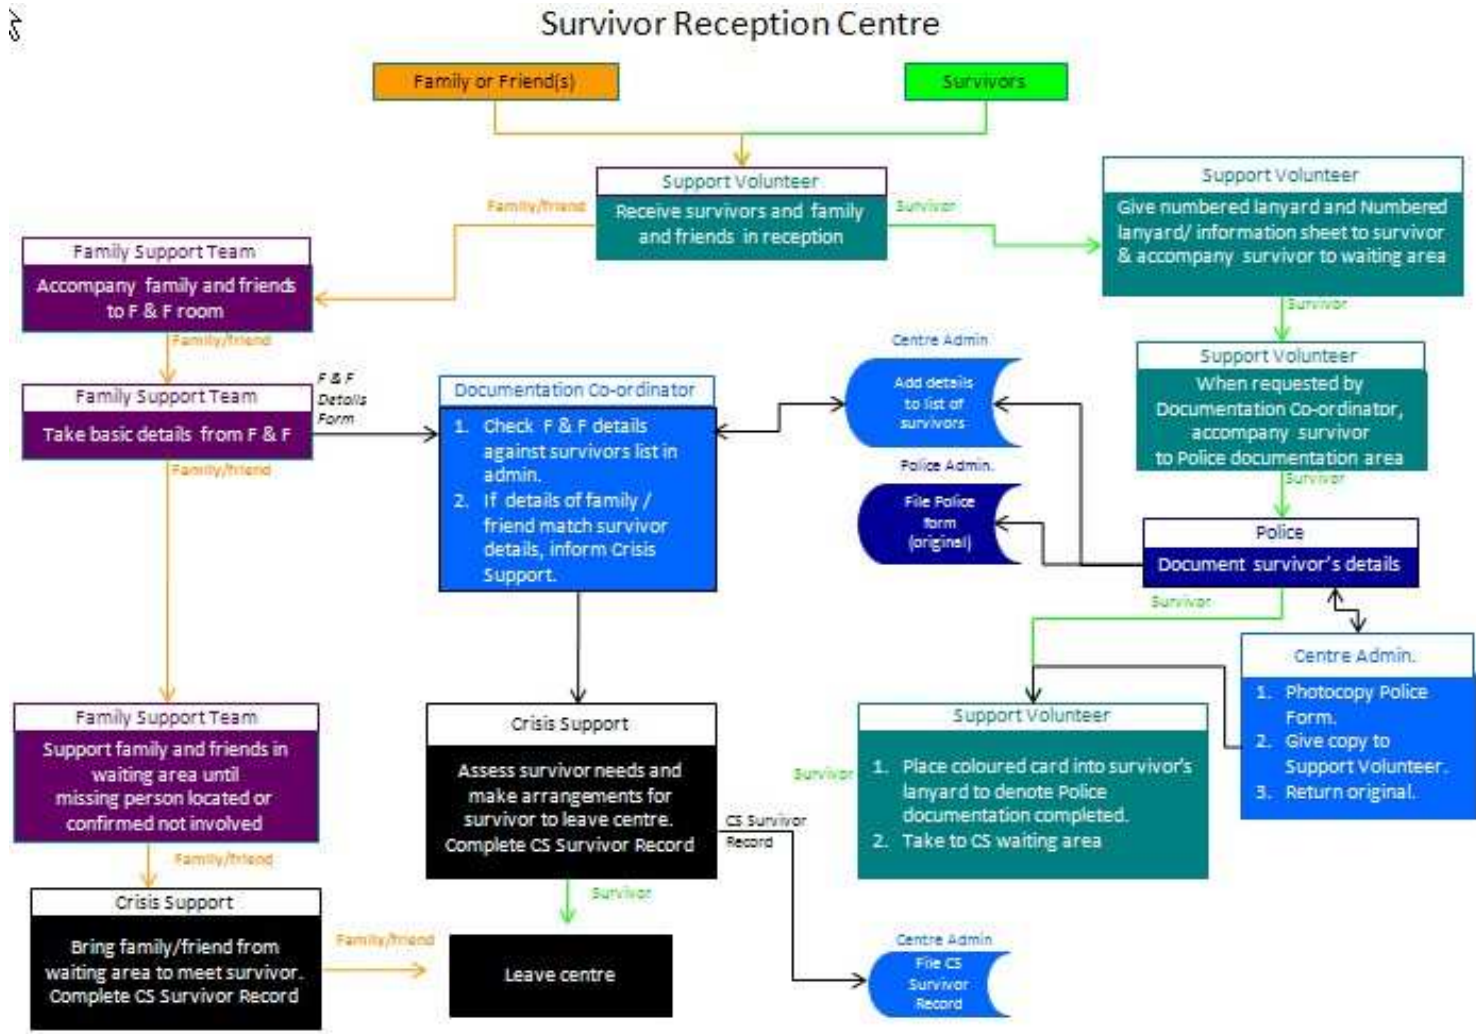 Survivor Reception Centre
Family or Friend(s)
Survivors
Support Volunteer
Receive survivors and family
and friends in reception
Family/friend
Survivor
Support Volunteer
Give numbered lanyard and Numbered
lanyard/ information sheet to survivor
& accompany survivor to waiting area
Survivor
Family Support Team
Accompany family and friends
to F & F room
Family/friend
Family Support Team
Take basic details from F & F
Family/friend
F & F
Details
Form
Documentation Co-ordinator
1. Check F & F details
against survivors list in
admin.
2. If details of family /
friend match survivor
details, inform Crisis
Support.
Centre Admin
Add details
to list of
survivors
Police Admin.
File Police
form
(original)
Support Volunteer
When requested by
Documentation Co-ordinator,
accompany survivor
to Police documentation area
Survivor
Police
Document survivor's details
Survivor
Centre Admin.
1. Photocopy Police
Form.
2. Give copy to
Support Volunteer.
3. Return original.
Family Support Team
Support family and friends in
waiting area until
missing person located or
confirmed not involved
Family/friend
Crisis Support
Assess survivor needs and
make arrangements for
survivor to leave centre.
Complete CS Survivor Record
Survivor
CS Survivor
Record
Survivor
Support Volunteer
1. Place coloured card into survivor's
lanyard to denote Police
documentation completed.
2. Take to CS waiting area
Crisis Support
Bring family/friend from
waiting area to meet survivor.
Complete CS Survivor Record
Family/friend
Leave centre
Centre Admin
File CS
Survivor
Record